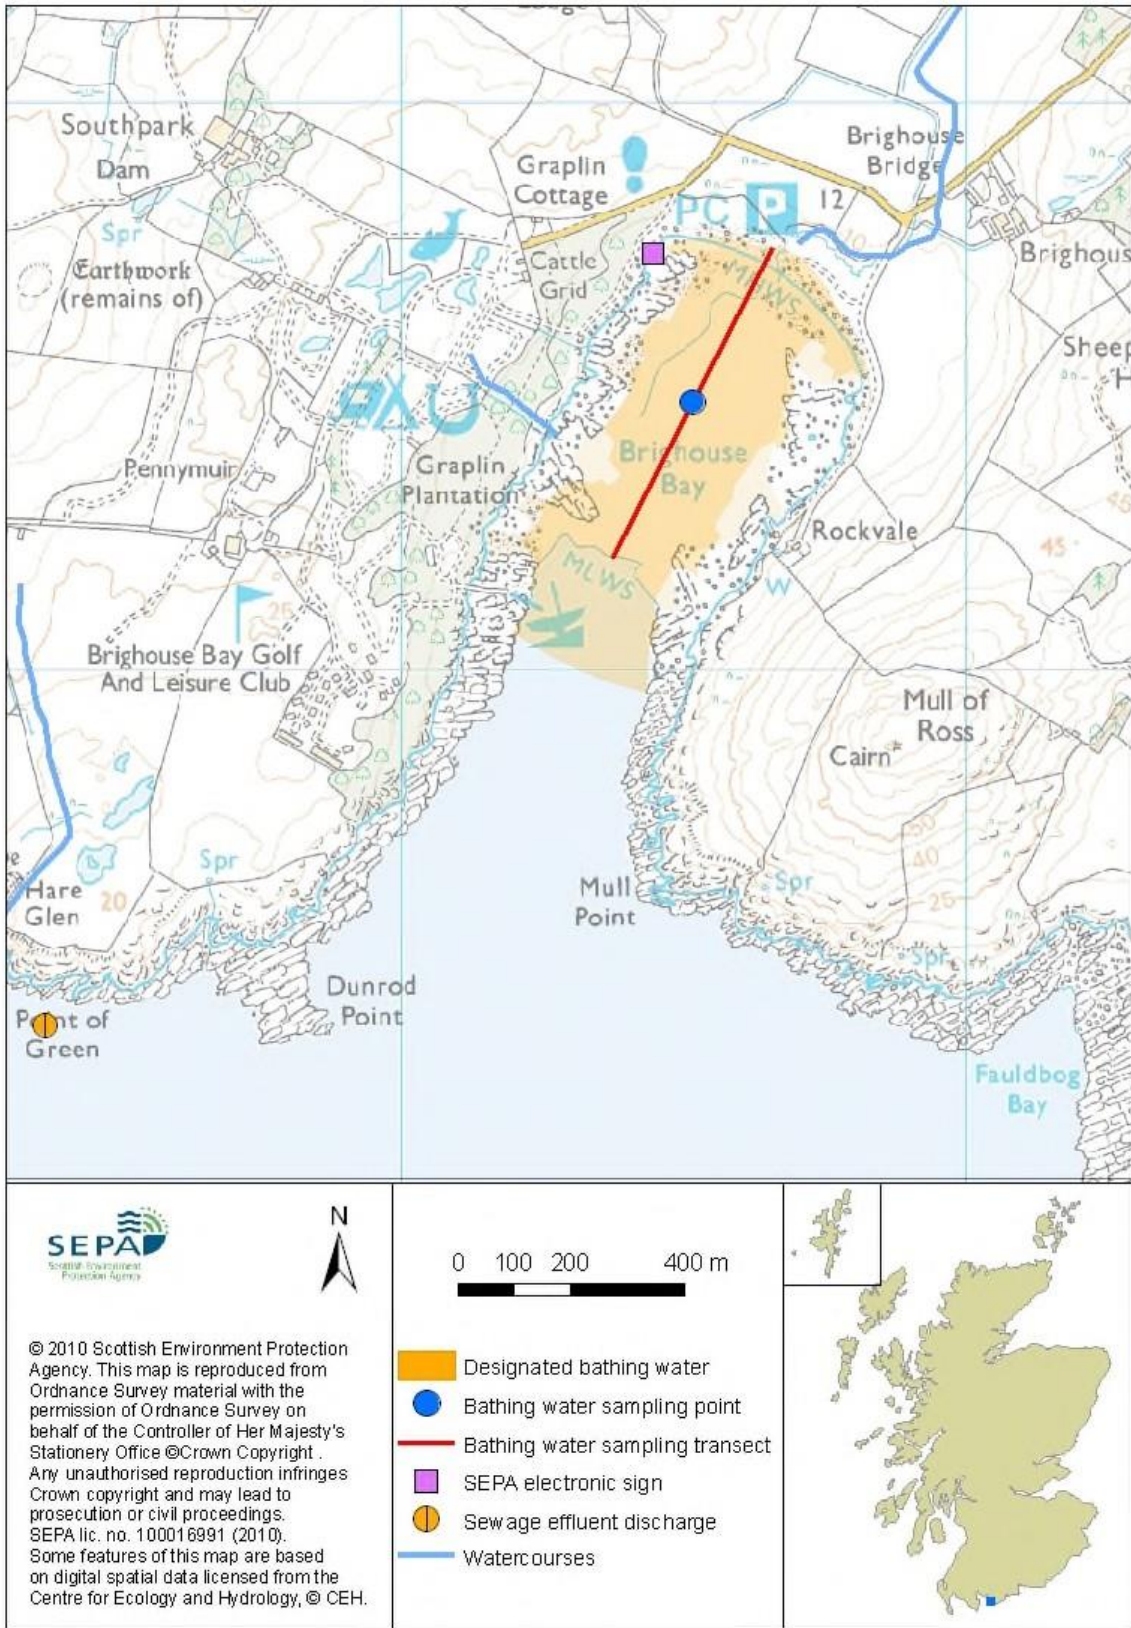 Southpark
Dam
Spr
Earthwork
(remains of)
Graplin
Cottage
PC
P
12
10
Brighouse
Bridge
Brighous
Cattle
Grid
MHWS
Sheep
H
Pennymuir
Graplin
Plantation
Brighouse
Bay
Rockvale
45
45
W
MLWS
25
Brighouse Bay Golf
And Leisure Club
Mull of
Ross
Cairn
50
40
25
Spr
Spr
Spr
Hare
Glen
20
Mull
Point
Dunrod
Point
Point of
Green
Fauldbog
Bay
SEPA
Scottish Environment
Protection Agency
N
© 2010 Scottish Environment Protection
Agency. This map is reproduced from
Ordnance Survey material with the
permission of Ordnance Survey on
behalf of the Controller of Her Majesty's
Stationery Office ©Crown Copyright .
Any unauthorised reproduction infringes
Crown copyright and may lead to
prosecution or civil proceedings.
SEPA lic. no. 100016991 (2010).
Some features of this map are based
on digital spatial data licensed from the
Centre for Ecology and Hydrology, © CEH.
0 100 200 400 m
Designated bathing water
Bathing water sampling point
Bathing water sampling transect
SEPA electronic sign
Sewage effluent discharge
Watercourses